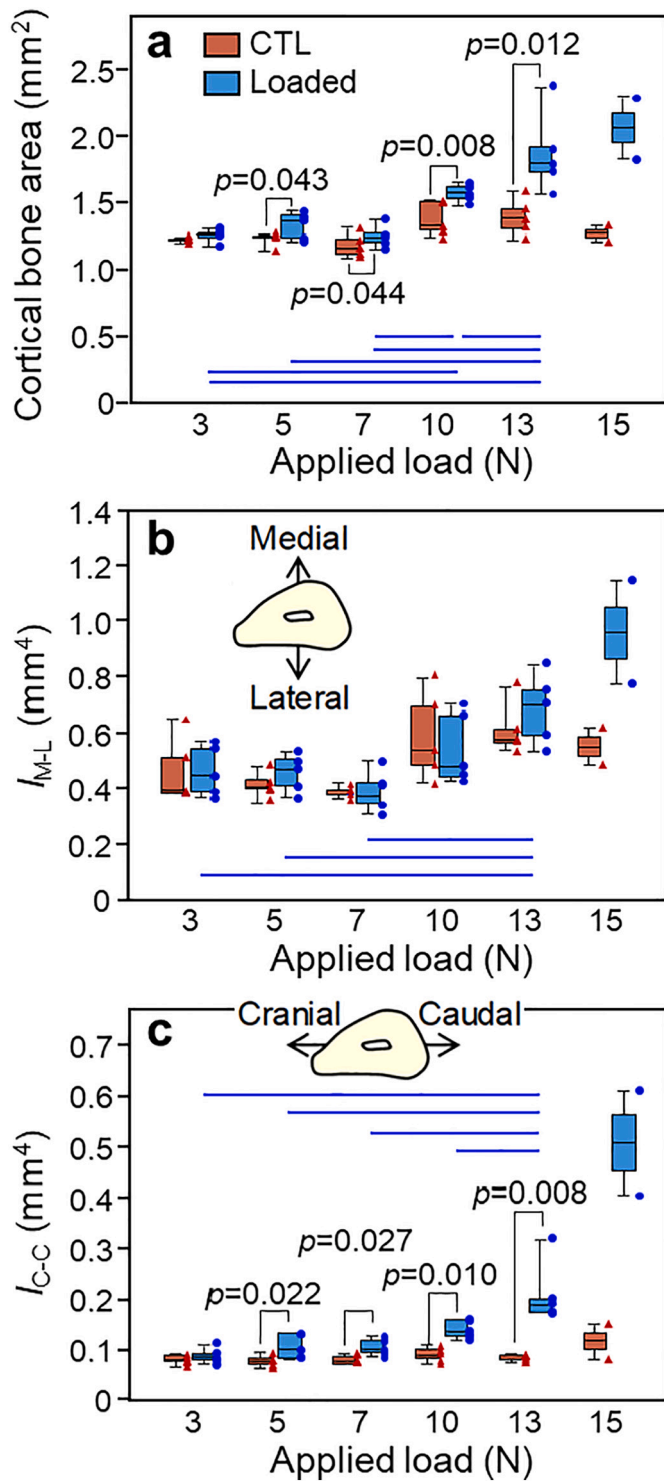 a
CTL
Loaded
p=0.012
p=0.008
p=0.043
p=0.044
Cortical bone area (mm²)
2.5
2.0
1.5
1.0
0.5
0
3 5 7 10 13 15
Applied load (N)
b
Medial
Lateral
I M-L (mm⁴)
1.4
1.2
1.0
0.8
0.6
0.4
0.2
0
3 5 7 10 13 15
Applied load (N)
c
Cranial Caudal
p=0.008
p=0.027
p=0.010
p=0.022
I C-C (mm⁴)
0.7
0.6
0.5
0.4
0.3
0.2
0.1
0
3 5 7 10 13 15
Applied load (N)